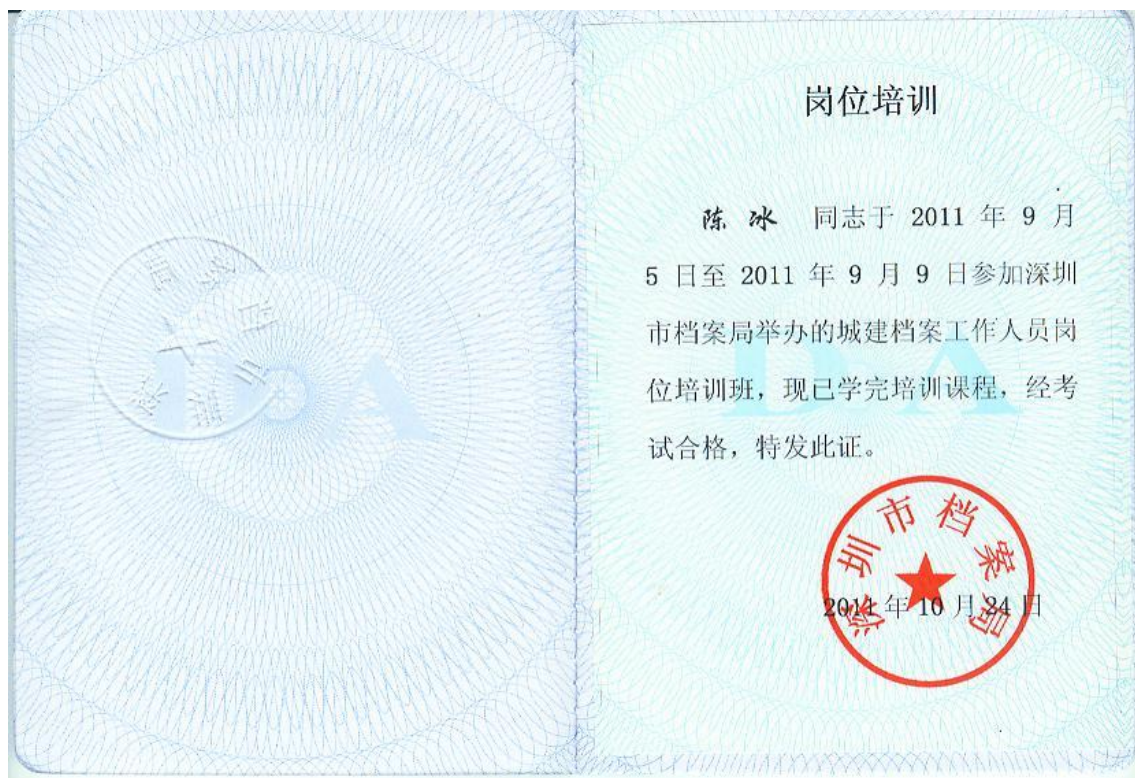 岗位培训
陈 冰 同志于 2011 年 9 月
5 日至 2011 年 9 月 9 日参加深圳
市档案局举办的城建档案工作人员岗
位培训班，现已学完培训课程，经考
试合格，特发此证。
深圳市档案局
2011 年 10 月 24 日
DA
DA